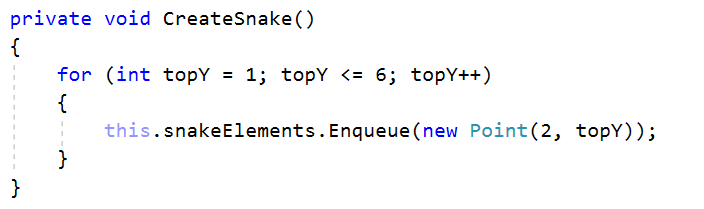 private void CreateSnake()
{
    for (int topY = 1; topY <= 6; topY++)
    {
        this.snakeElements.Enqueue(new Point(2, topY));
    }
}